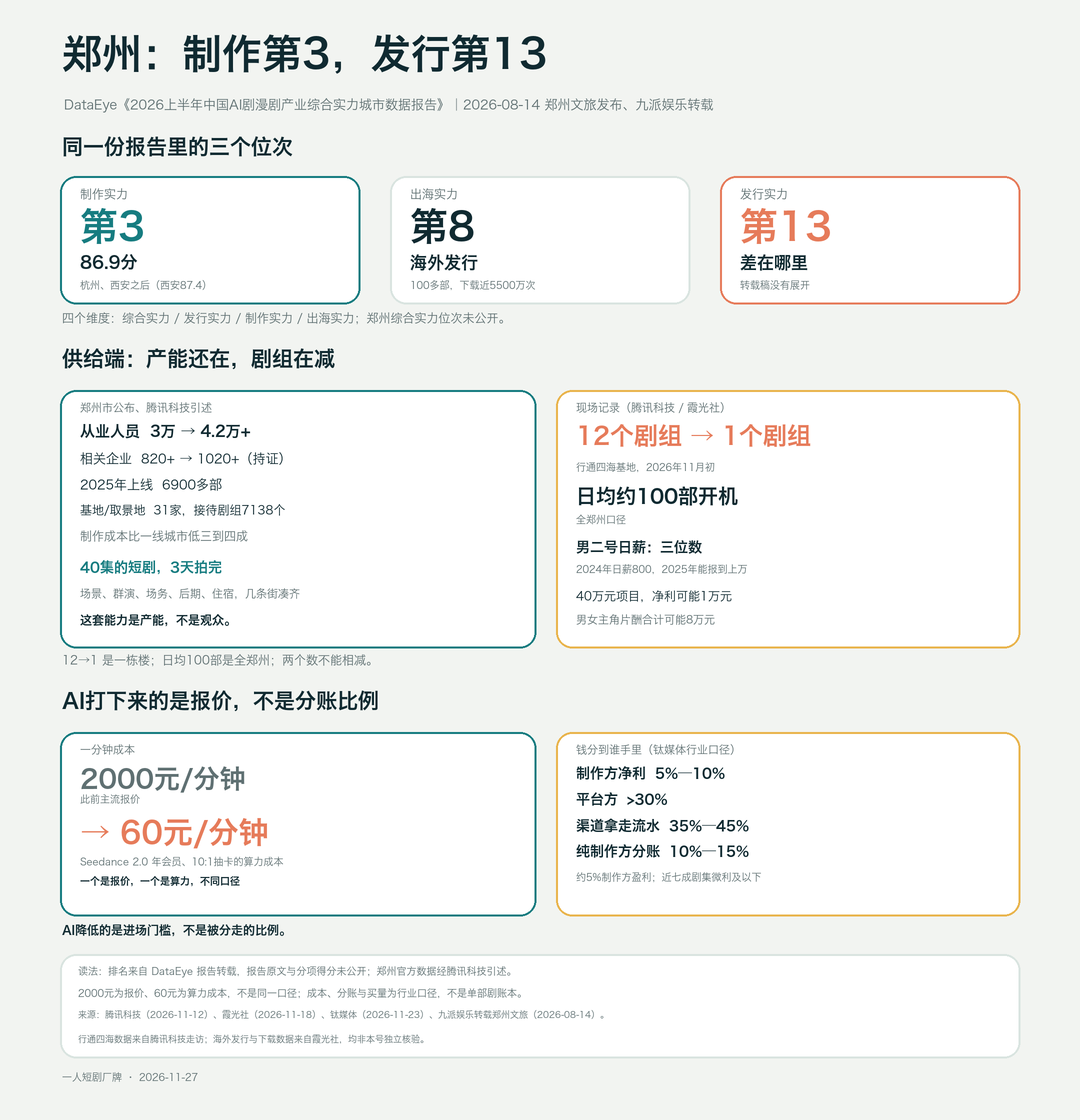 郑州：制作第3，发行第13
DataEye《2026上半年中国AI剧漫剧产业综合实力城市数据报告》｜2026-08-14 郑州文旅发布、九派娱乐转载
同一份报告里的三个位次
制作实力
第3
86.9分
杭州、西安之后（西安87.4）
出海实力
第8
海外发行
100多部，下载近5500万次
发行实力
第13
差在哪里
转载稿没有展开
四个维度：综合实力 / 发行实力 / 制作实力 / 出海实力；郑州综合实力位次未公开。
供给端：产能还在，剧组在减
郑州市公布、腾讯科技引述
从业人员 3万 → 4.2万+
相关企业 820+ → 1020+（持证）
2025年上线 6900多部
基地/取景地 31家，接待剧组7138个
制作成本比一线城市低三到四成
40集的短剧，3天拍完
场景、群演、场务、后期、住宿，几条街凑齐
这套能力是产能，不是观众。
现场记录（腾讯科技 / 霞光社）
12个剧组 → 1个剧组
行通四海基地，2026年11月初
日均约100部开机
全郑州口径
男二号日薪：三位数
2024年日薪800，2025年能报到上万
40万元项目，净利可能1万元
男女主角片酬合计可能8万元
12→1 是一栋楼；日均100部是全郑州；两个数不能相减。
AI打下来的是报价，不是分账比例
一分钟成本
2000元/分钟
此前主流报价
→ 60元/分钟
Seedance 2.0 年会员、10:1抽卡的算力成本
一个是报价，一个是算力，不同口径
钱分到谁手里（钛媒体行业口径）
制作方净利 5%—10%
平台方 >30%
渠道拿走流水 35%—45%
纯制作方分账 10%—15%
约5%制作方盈利；近七成剧集微利及以下
AI降低的是进场门槛，不是被分走的比例。
读法：排名来自 DataEye 报告转载，报告原文与分项得分未公开；郑州官方数据经腾讯科技引述。
2000元为报价、60元为算力成本，不是同一口径；成本、分账与买量为行业口径，不是单部剧账本。
来源：腾讯科技（2026-11-12）、霞光社（2026-11-18）、钛媒体（2026-11-23）、九派娱乐转载郑州文旅（2026-08-14）。
行通四海数据来自腾讯科技走访；海外发行与下载数据来自霞光社，均非本号独立核验。
一人短剧厂牌 · 2026-11-27